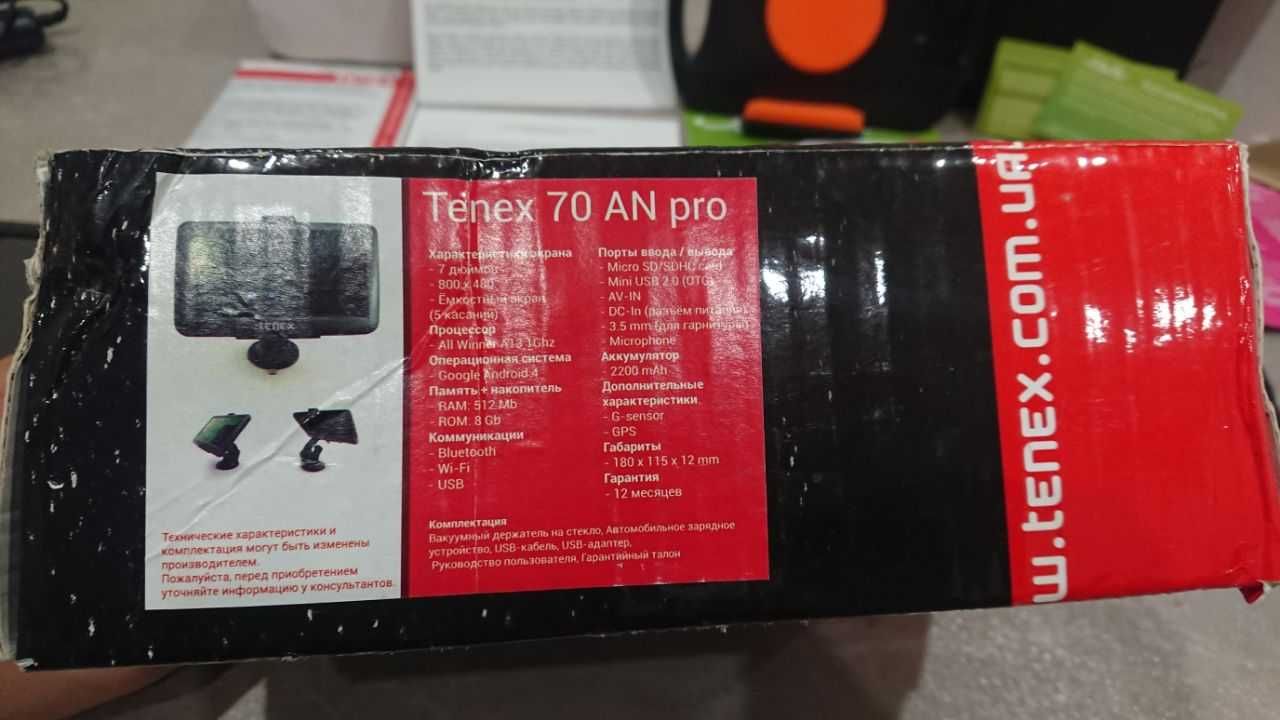 Tenex 70 AN pro
Характеристики экрана
- 7 дюймов
- 800 x 480
- Ёмкостный экран
(5 касаний)
Процессор
- All Winner A13 1Ghz
Операционная система
- Google Android 4
Память + накопитель
- RAM: 512 Mb
- ROM: 8 Gb
Коммуникации
- Bluetooth
- Wi-Fi
- USB
Порты ввода / вывода
- Micro SD/SDHC card
- Mini USB 2.0 (OTG)
- AV-IN
- DC-In (разъём питания)
- 3.5 mm (для гарнитуры)
- Microphone
Аккумулятор
- 2200 mAh
Дополнительные
характеристики
- G-sensor
- GPS
Габариты
- 180 x 115 x 12 mm
Гарантия
- 12 месяцев
Комплектация
Вакуумный держатель на стекло, Автомобильное зарядное
устройство, USB-кабель, USB-адаптер,
Руководство пользователя, Гарантийный талон
TENEX
Технические характеристики и
комплектация могут быть изменены
производителем.
Пожалуйста, перед приобретением
уточняйте информацию у консультантов.
w.tenex.com.ua